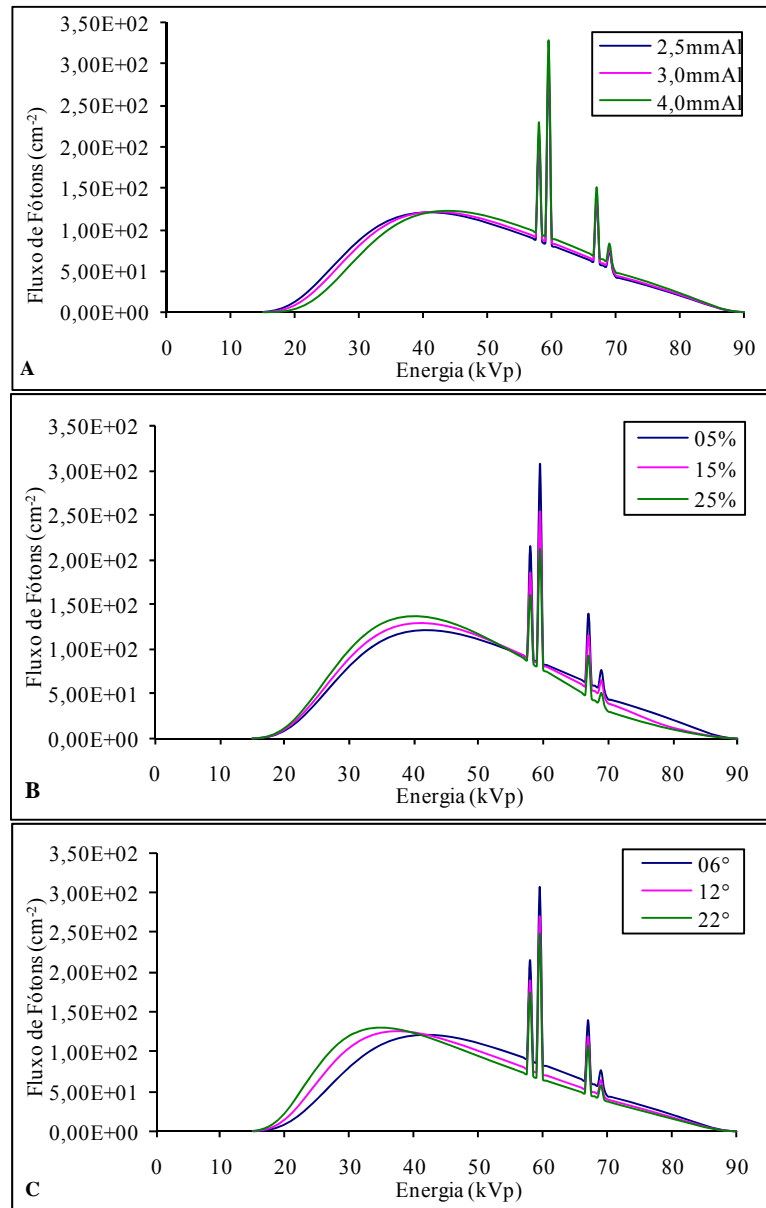 3,50E+02
3,00E+02
2,50E+02
2,00E+02
1,50E+02
1,00E+02
5,00E+01
0,00E+00
Fluxo de Fótons (cm-2)
2,5mmAl
3,0mmAl
4,0mmAl
0 10 20 30 40 50 60 70 80 90
Energia (kVp)
A
3,50E+02
3,00E+02
2,50E+02
2,00E+02
1,50E+02
1,00E+02
5,00E+01
0,00E+00
Fluxo de Fótons (cm-2)
05%
15%
25%
0 10 20 30 40 50 60 70 80 90
Energia (kVp)
B
3,50E+02
3,00E+02
2,50E+02
2,00E+02
1,50E+02
1,00E+02
5,00E+01
0,00E+00
Fluxo de Fótons (cm-2)
06°
12°
22°
0 10 20 30 40 50 60 70 80 90
Energia (kVp)
C